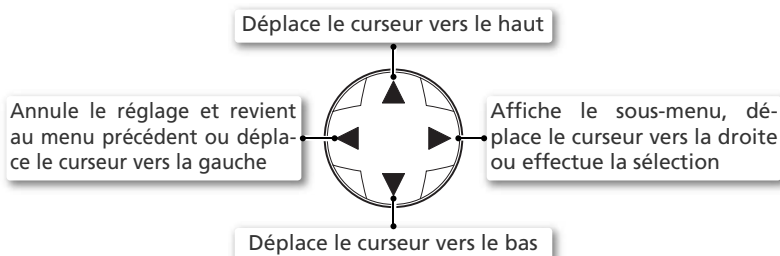 Déplace le curseur vers le haut
Annule le réglage et revient
au menu précédent ou dépla-
ce le curseur vers la gauche
Affiche le sous-menu, dé-
place le curseur vers la droite
ou effectue la sélection
Déplace le curseur vers le bas